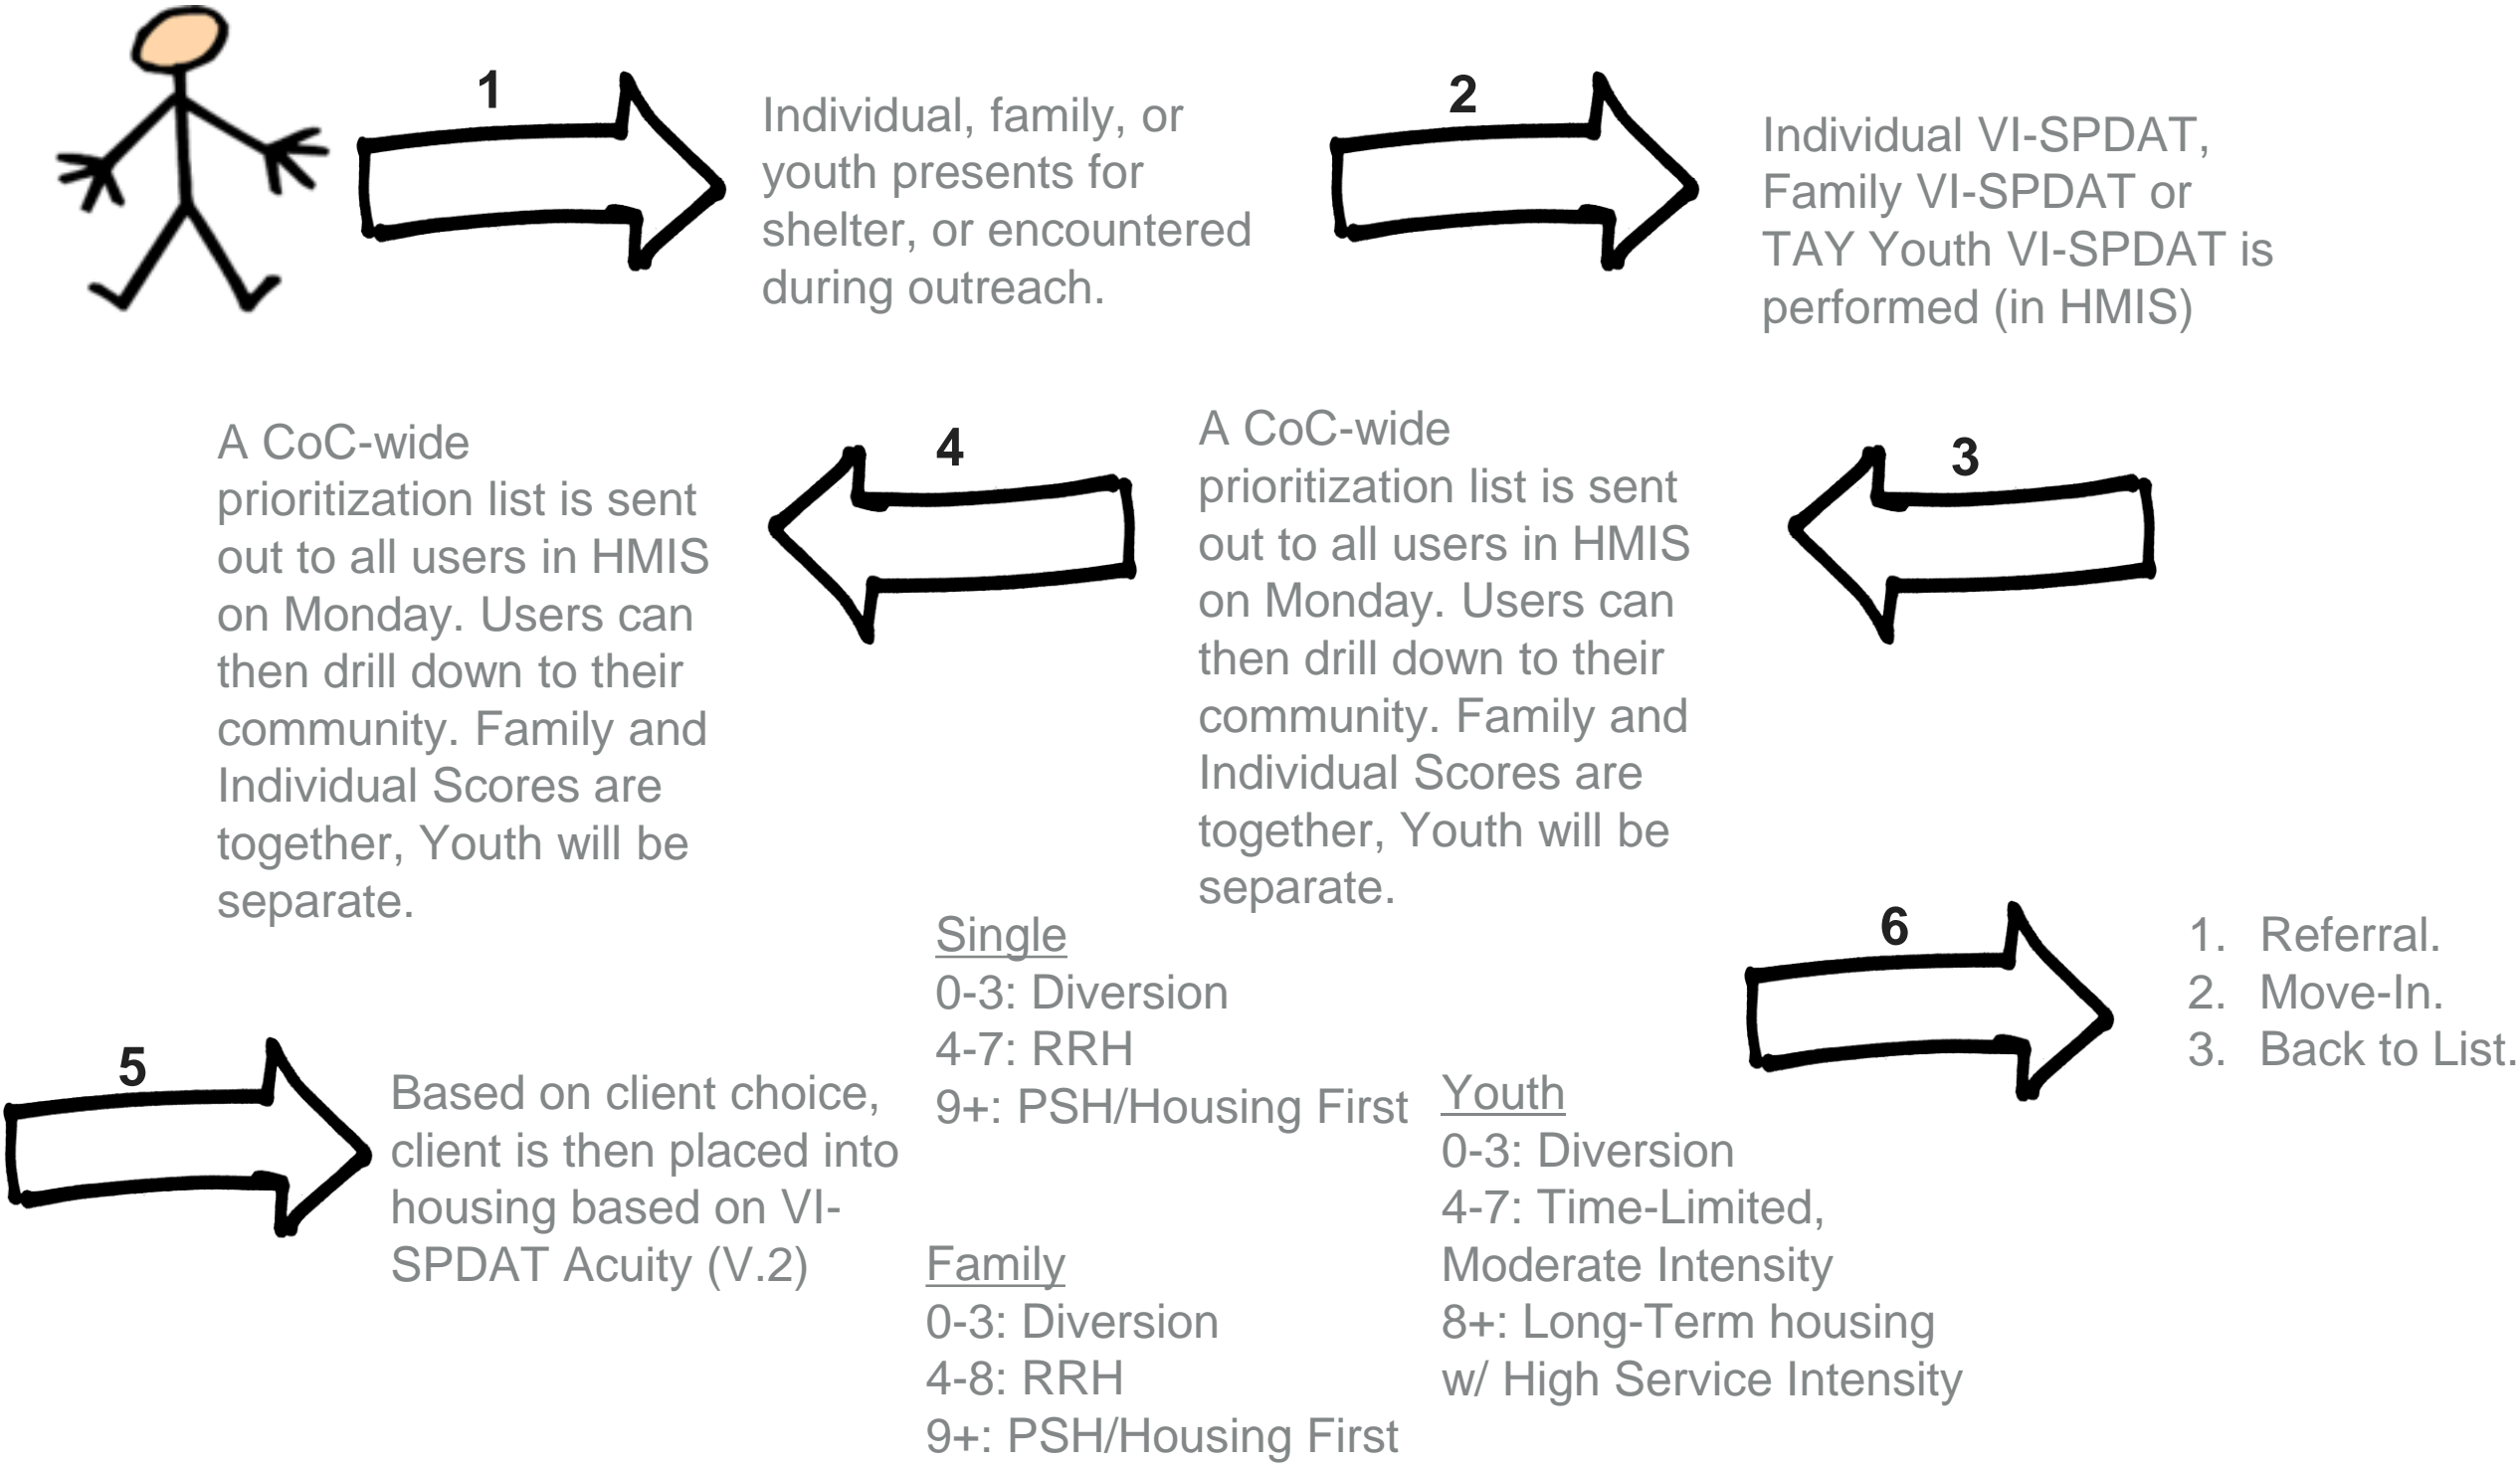 1
Individual, family, or
youth presents for
shelter, or encountered
during outreach.
2
Individual VI-SPDAT,
Family VI-SPDAT or
TAY Youth VI-SPDAT is
performed (in HMIS)
3
A CoC-wide
prioritization list is sent
out to all users in HMIS
on Monday. Users can
then drill down to their
community. Family and
Individual Scores are
together, Youth will be
separate.
4
A CoC-wide
prioritization list is sent
out to all users in HMIS
on Monday. Users can
then drill down to their
community. Family and
Individual Scores are
together, Youth will be
separate.
5
Based on client choice,
client is then placed into
housing based on VI-
SPDAT Acuity (V.2)
Single
0-3: Diversion
4-7: RRH
9+: PSH/Housing First
Family
0-3: Diversion
4-8: RRH
9+: PSH/Housing First
Youth
0-3: Diversion
4-7: Time-Limited,
Moderate Intensity
8+: Long-Term housing
w/ High Service Intensity
6
1. Referral.
2. Move-In.
3. Back to List.